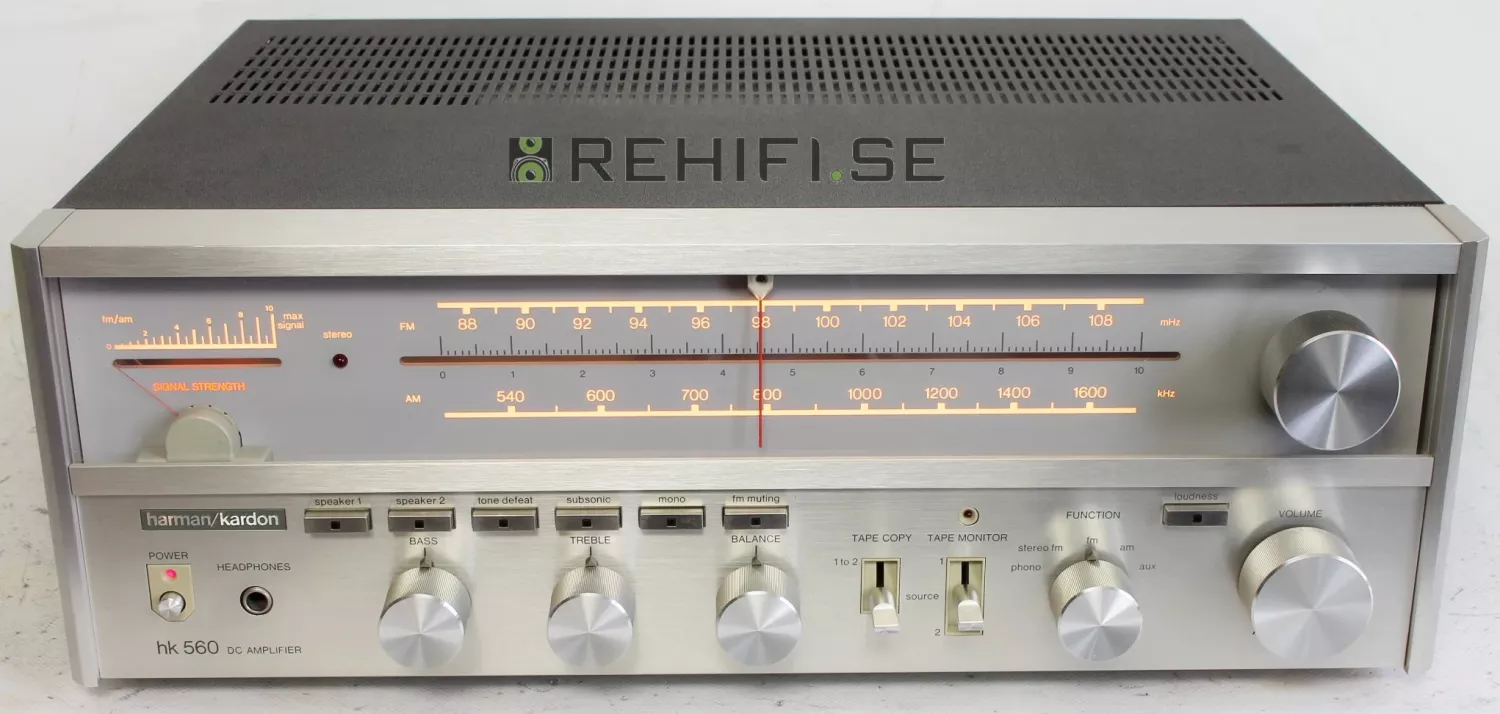 REHIFI.SE
fm/am
0 2 4 6 8 10
max
signal
SIGNAL STRENGTH
stereo
FM 88 90 92 94 96 98 100 102 104 106 108 mHz
0 1 2 3 4 5 6 7 8 9 10
AM 540 600 700 800 1000 1200 1400 1600 kHz
harman/kardon
speaker 1 speaker 2 tone defeat subsonic mono fm muting loudness
POWER
HEADPHONES
BASS TREBLE BALANCE
TAPE COPY TAPE MONITOR
1 to 2
source
1
2
FUNCTION
phono stereo fm fm am aux
VOLUME
hk 560 DC AMPLIFIER